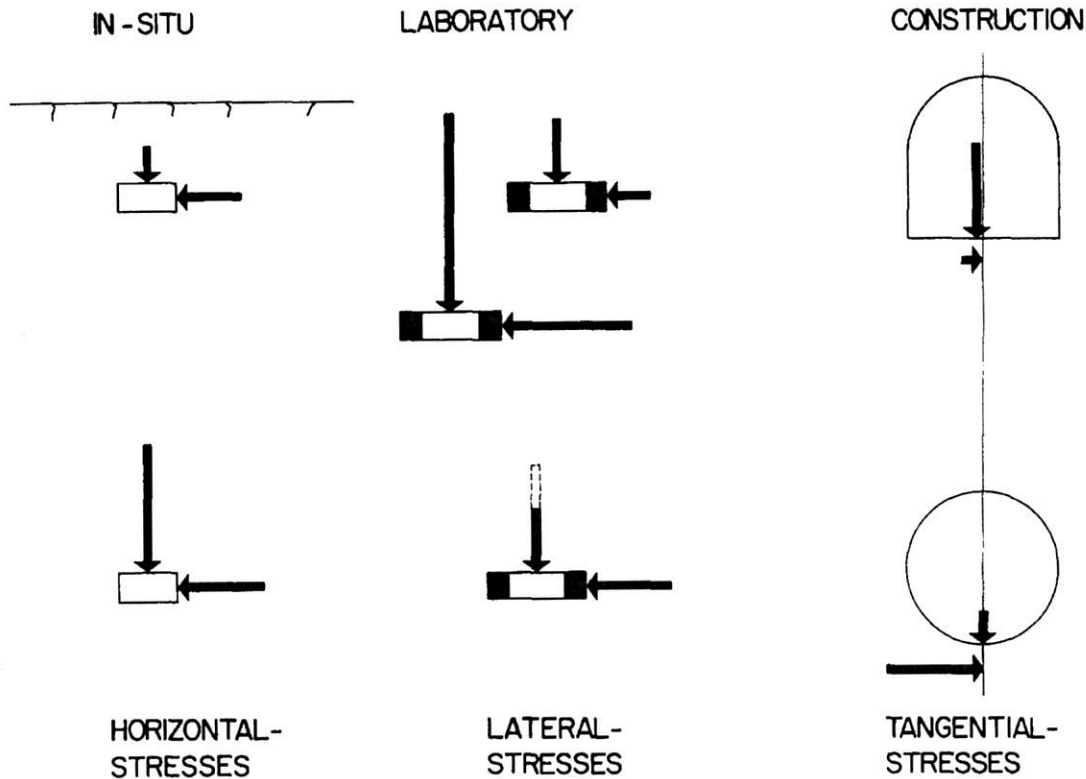 IN-SITU
LABORATORY
CONSTRUCTION
HORIZONTAL-
STRESSES
LATERAL-
STRESSES
TANGENTIAL-
STRESSES